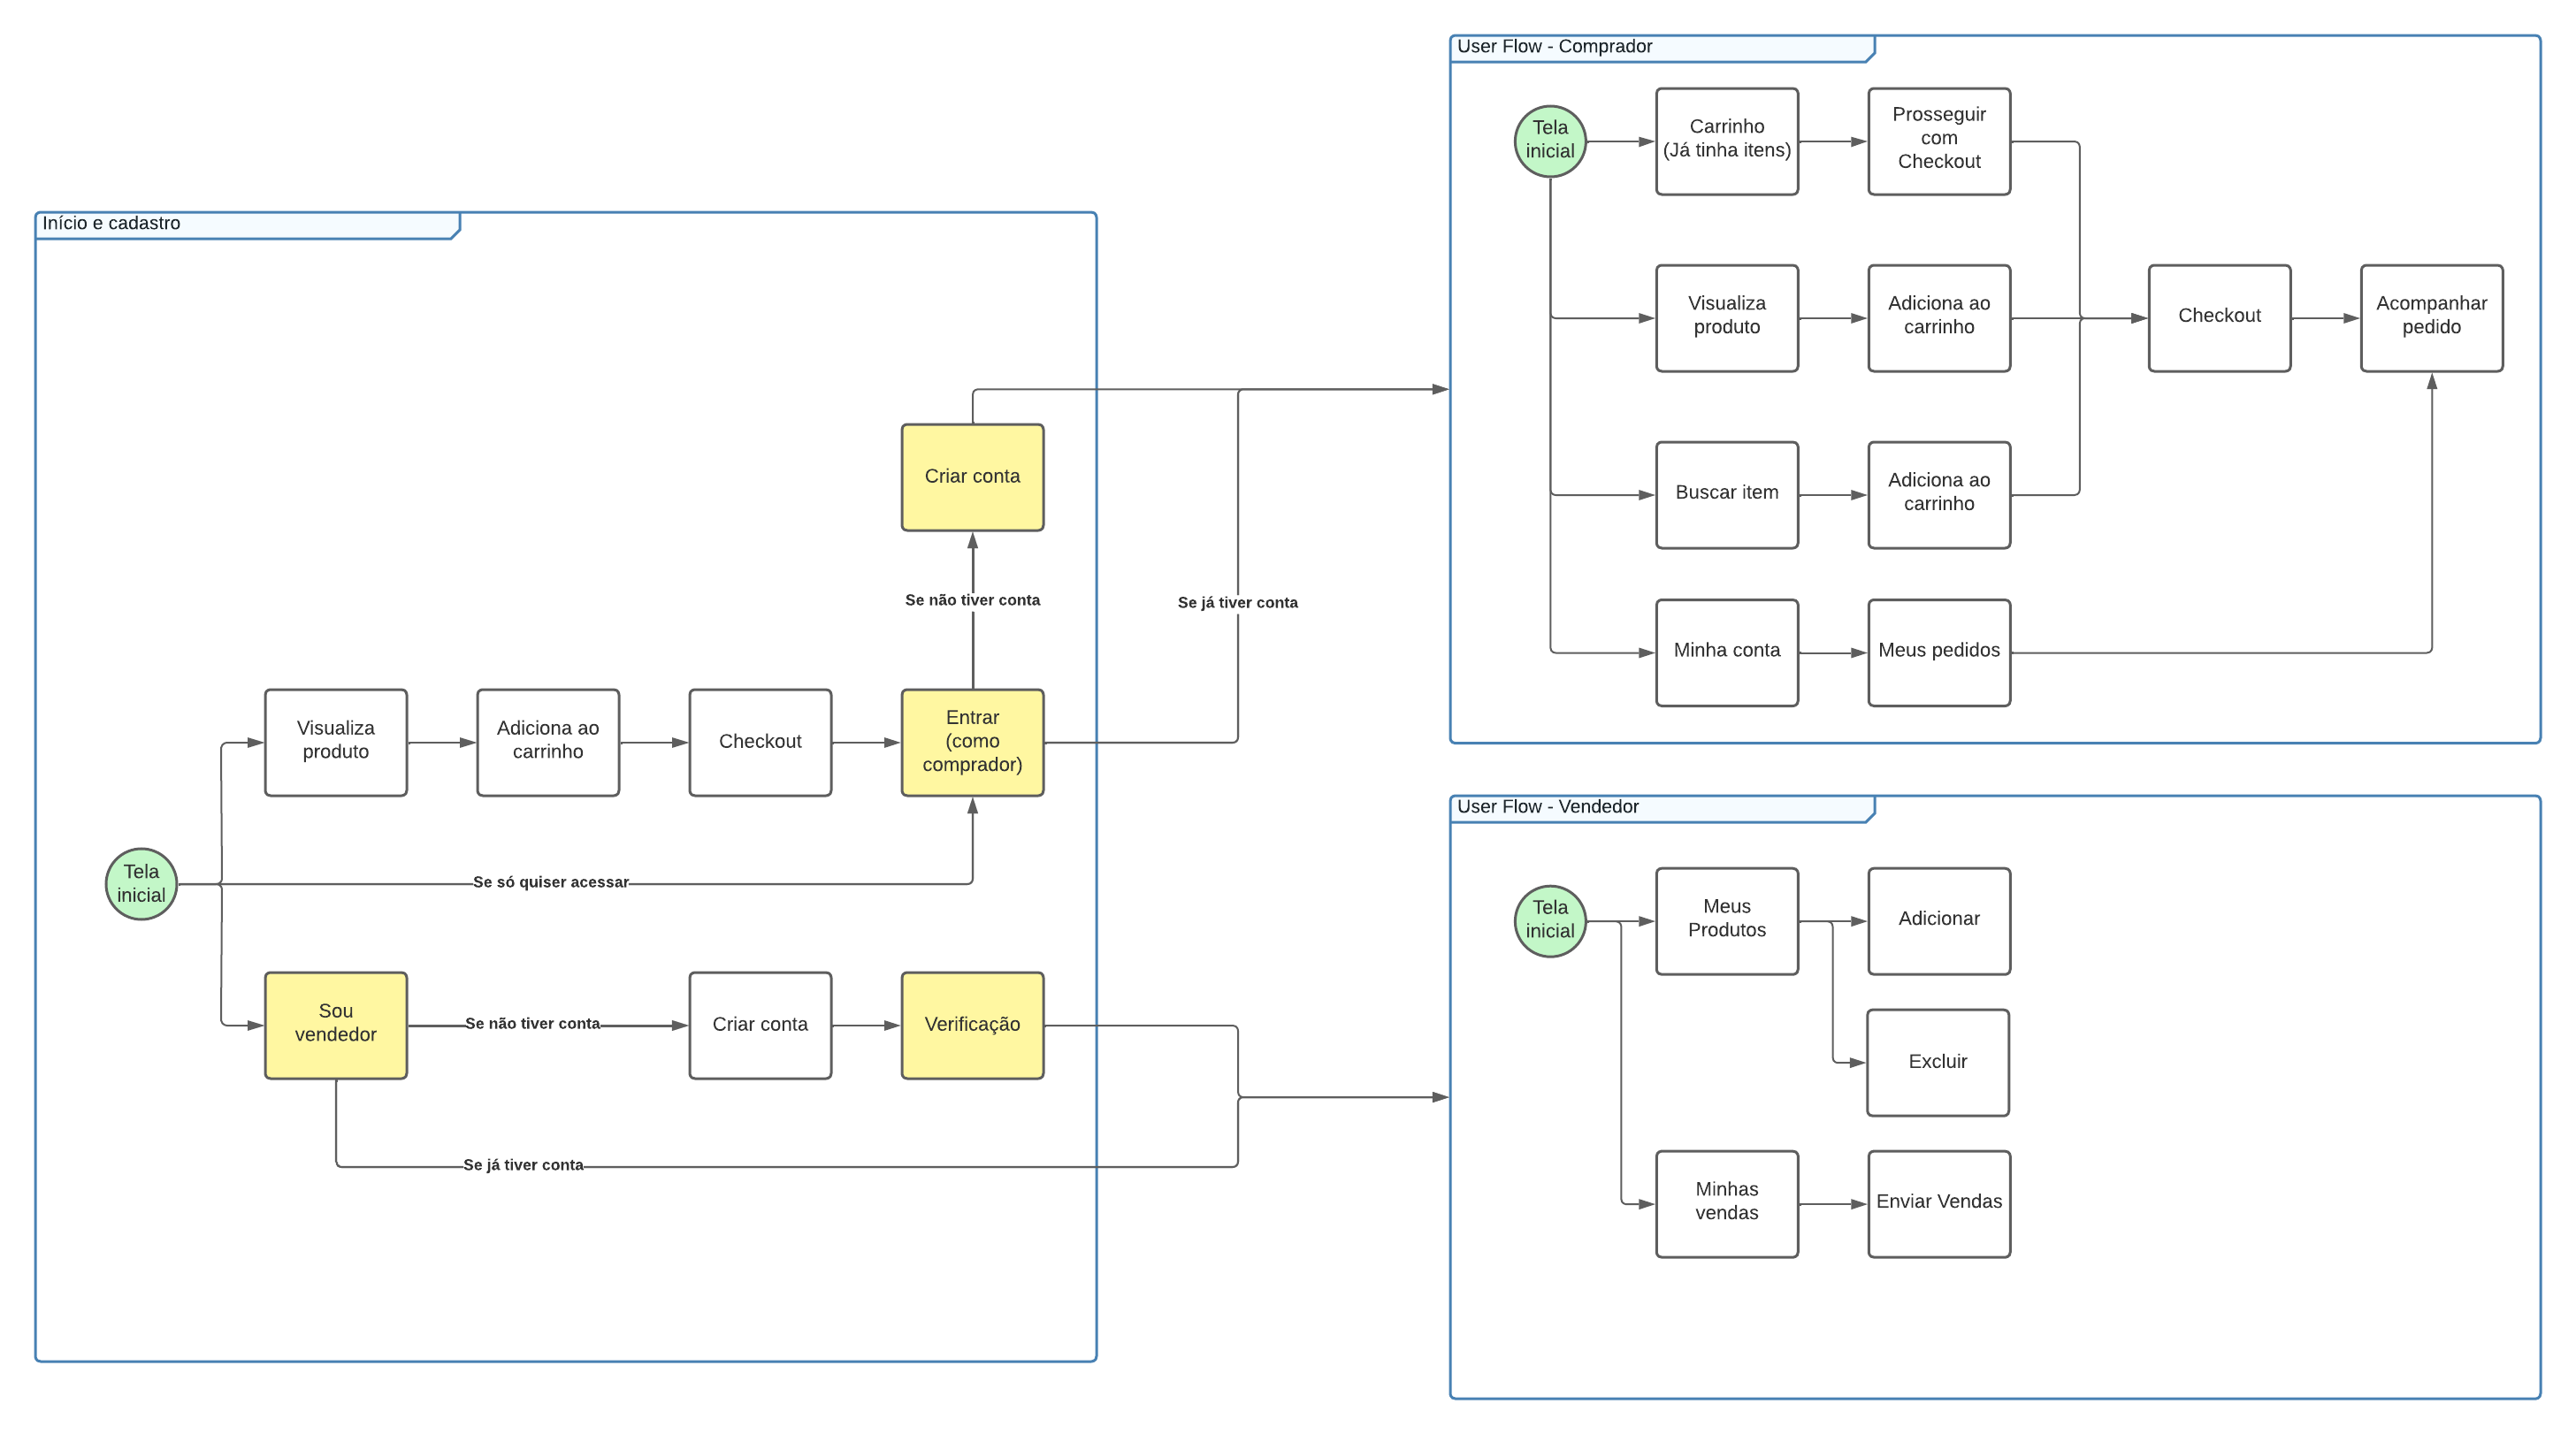 Início e cadastro
Criar conta
Se não tiver conta
Se já tiver conta
Visualiza
produto
Adiciona ao
carrinho
Checkout
Entrar
(como
comprador)
Tela
inicial
Se só quiser acessar
Sou
vendedor
Se não tiver conta
Criar conta
Verificação
Se já tiver conta
User Flow - Comprador
Tela
inicial
Carrinho
(Já tinha itens)
Prosseguir
com
Checkout
Visualiza
produto
Adiciona ao
carrinho
Checkout
Acompanhar
pedido
Buscar item
Adiciona ao
carrinho
Minha conta
Meus pedidos
User Flow - Vendedor
Tela
inicial
Meus
Produtos
Adicionar
Excluir
Minhas
vendas
Enviar Vendas